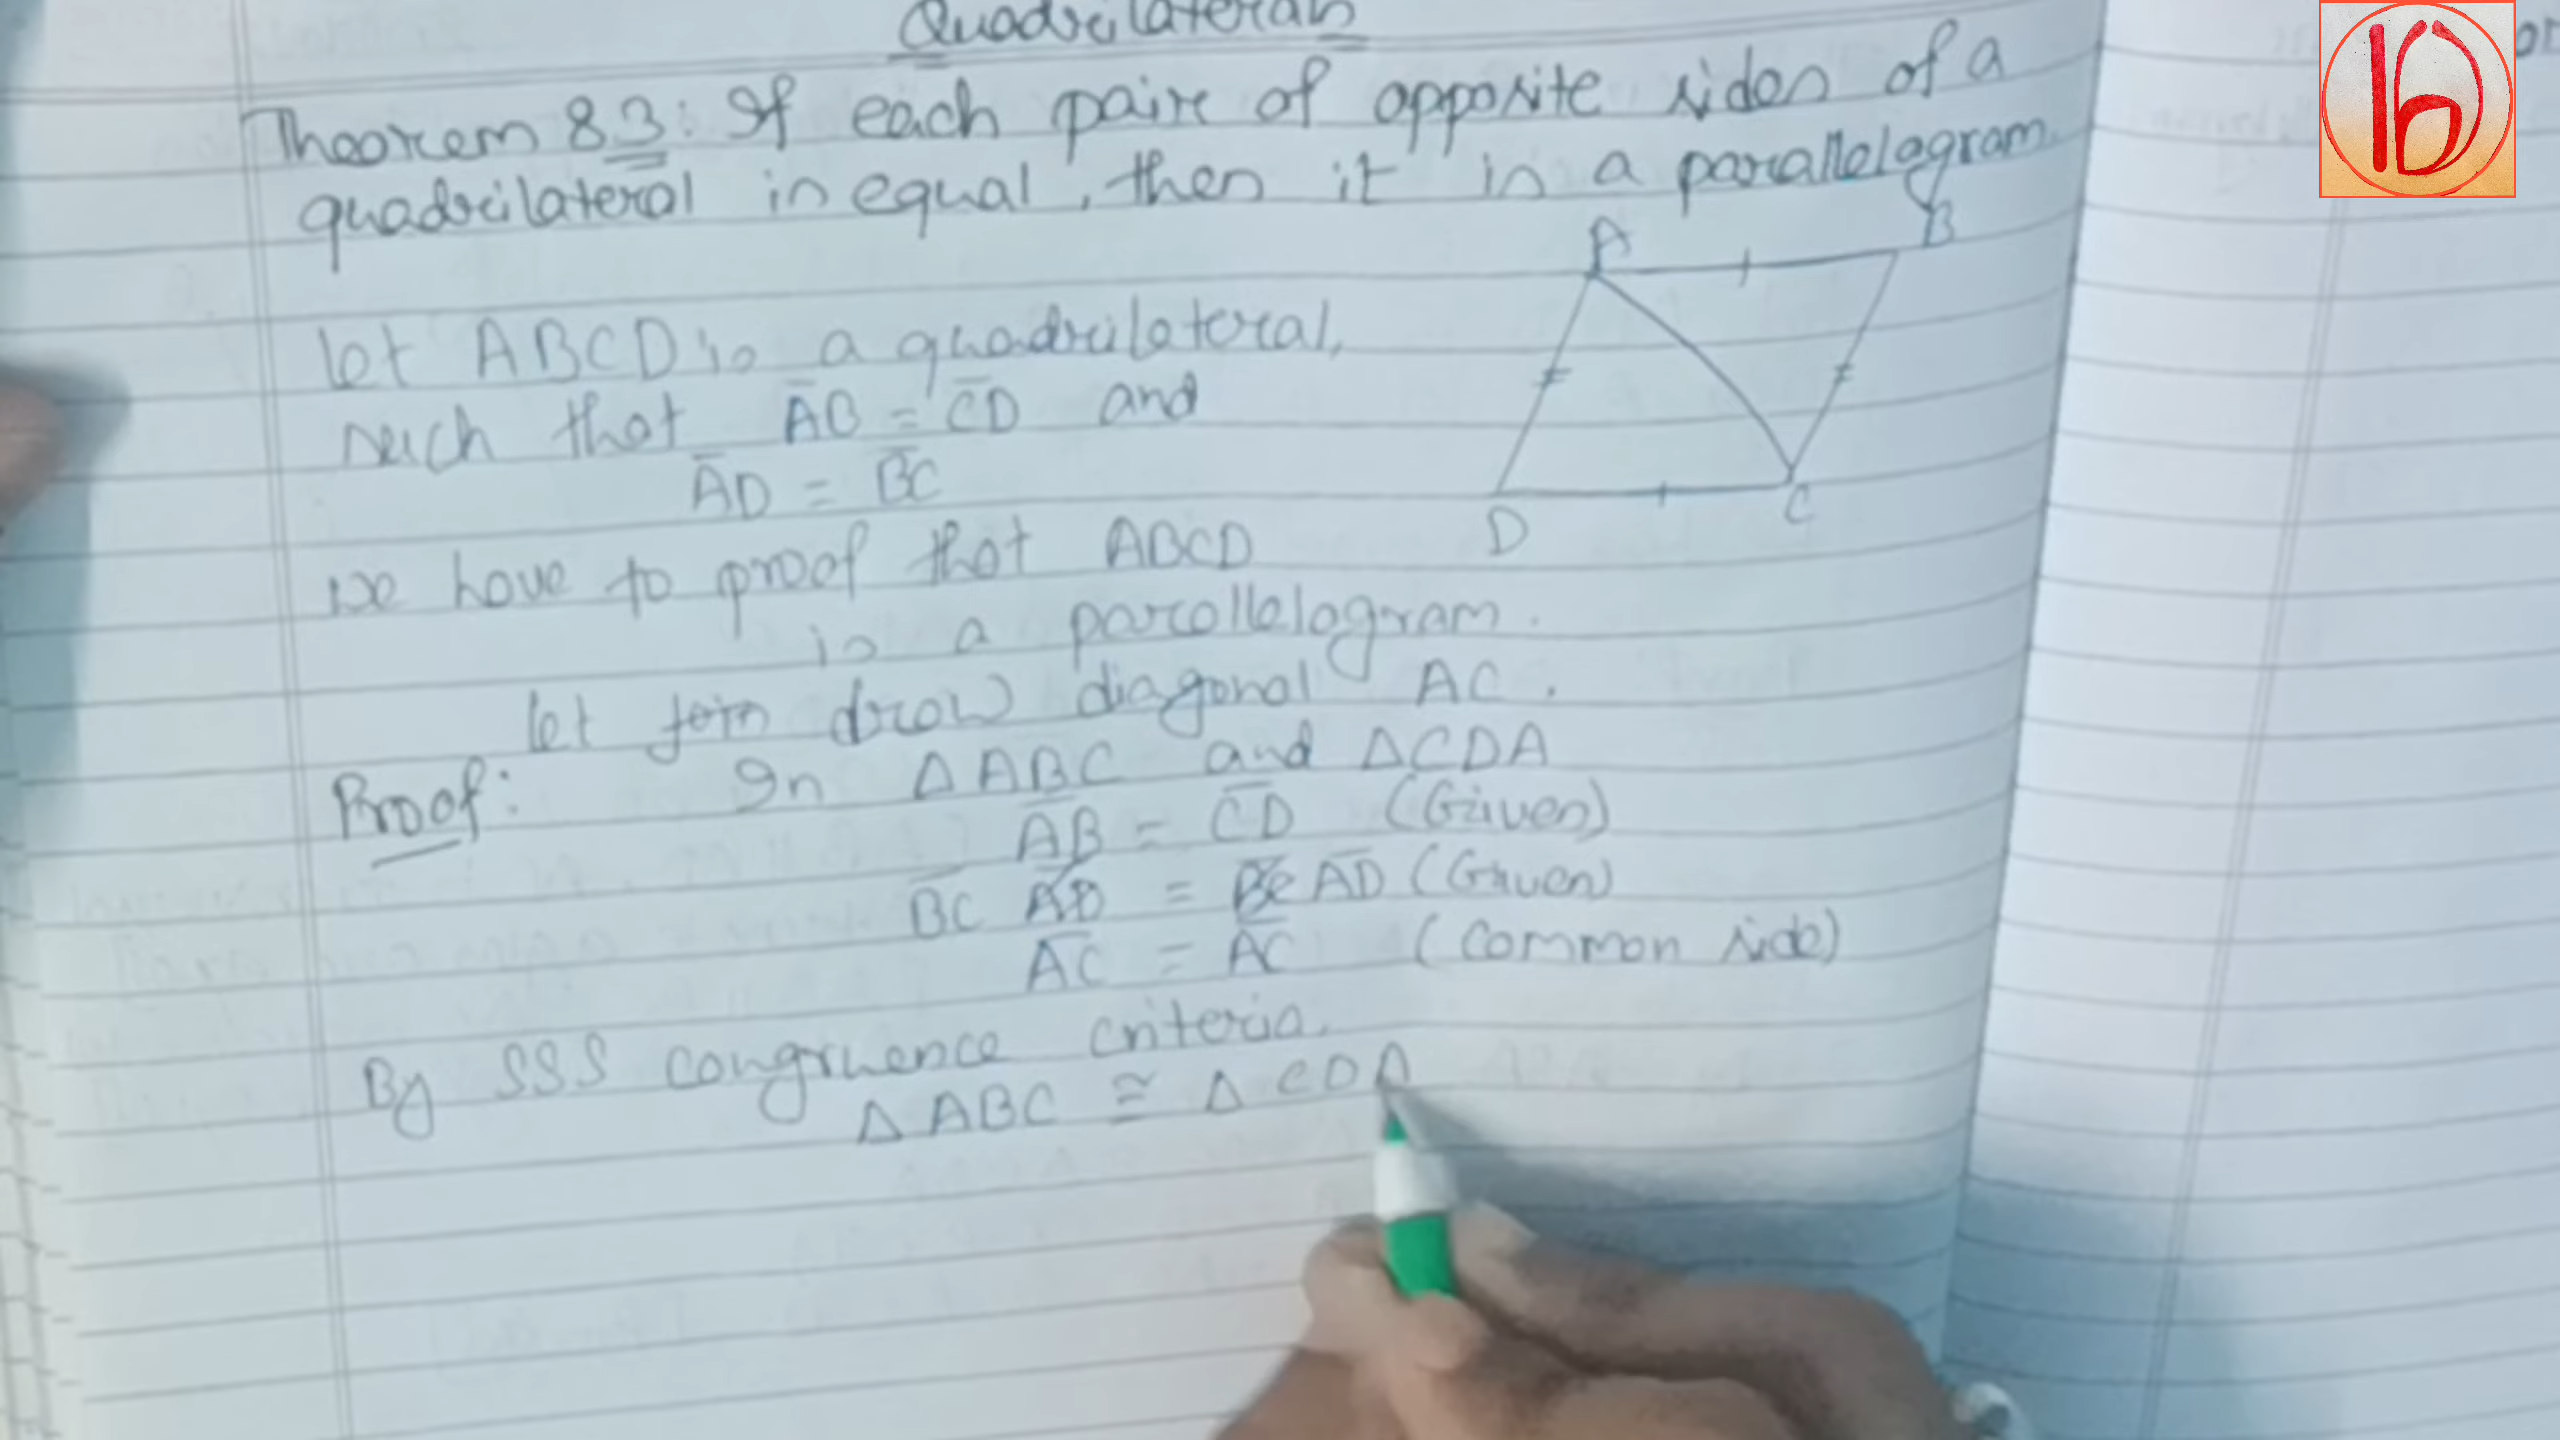 Quadrilaterals
Theorem 8.3: If each pair of opposite sides of a
quadrilateral is equal, then it is a parallelogram.
A
B
let ABCD is a quadrilateral,
such that AB = CD and
AD = BC
D
C
we have to proof that ABCD
is a parallelogram.
let join draw diagonal AC.
Proof: In △ABC and △CDA
AB = CD (Given)
BC AD = BC AD (Given)
AC = AC (common side)
By SSS congruence criteria,
△ABC ≅ △CDA